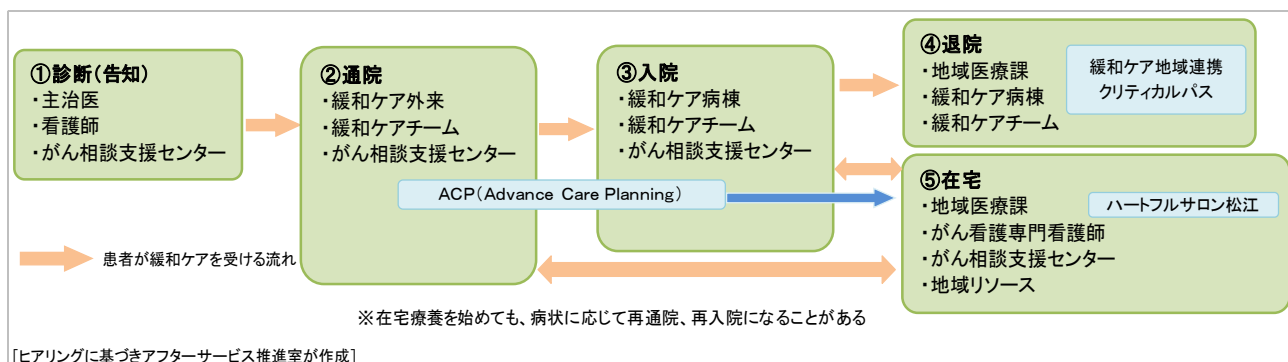 ①診断(告知)
・主治医
・看護師
・がん相談支援センター
②通院
・緩和ケア外来
・緩和ケアチーム
・がん相談支援センター
③入院
・緩和ケア病棟
・緩和ケアチーム
・がん相談支援センター
ACP(Advance Care Planning)
④退院
・地域医療課
・緩和ケア病棟
・緩和ケアチーム
緩和ケア地域連携
クリティカルパス
⑤在宅
・地域医療課
・がん看護専門看護師
・がん相談支援センター
・地域リソース
ハートフルサロン松江
患者が緩和ケアを受ける流れ
※在宅療養を始めても、病状に応じて再通院、再入院になることがある
[ヒアリングに基づきアフターサービス推進室が作成]